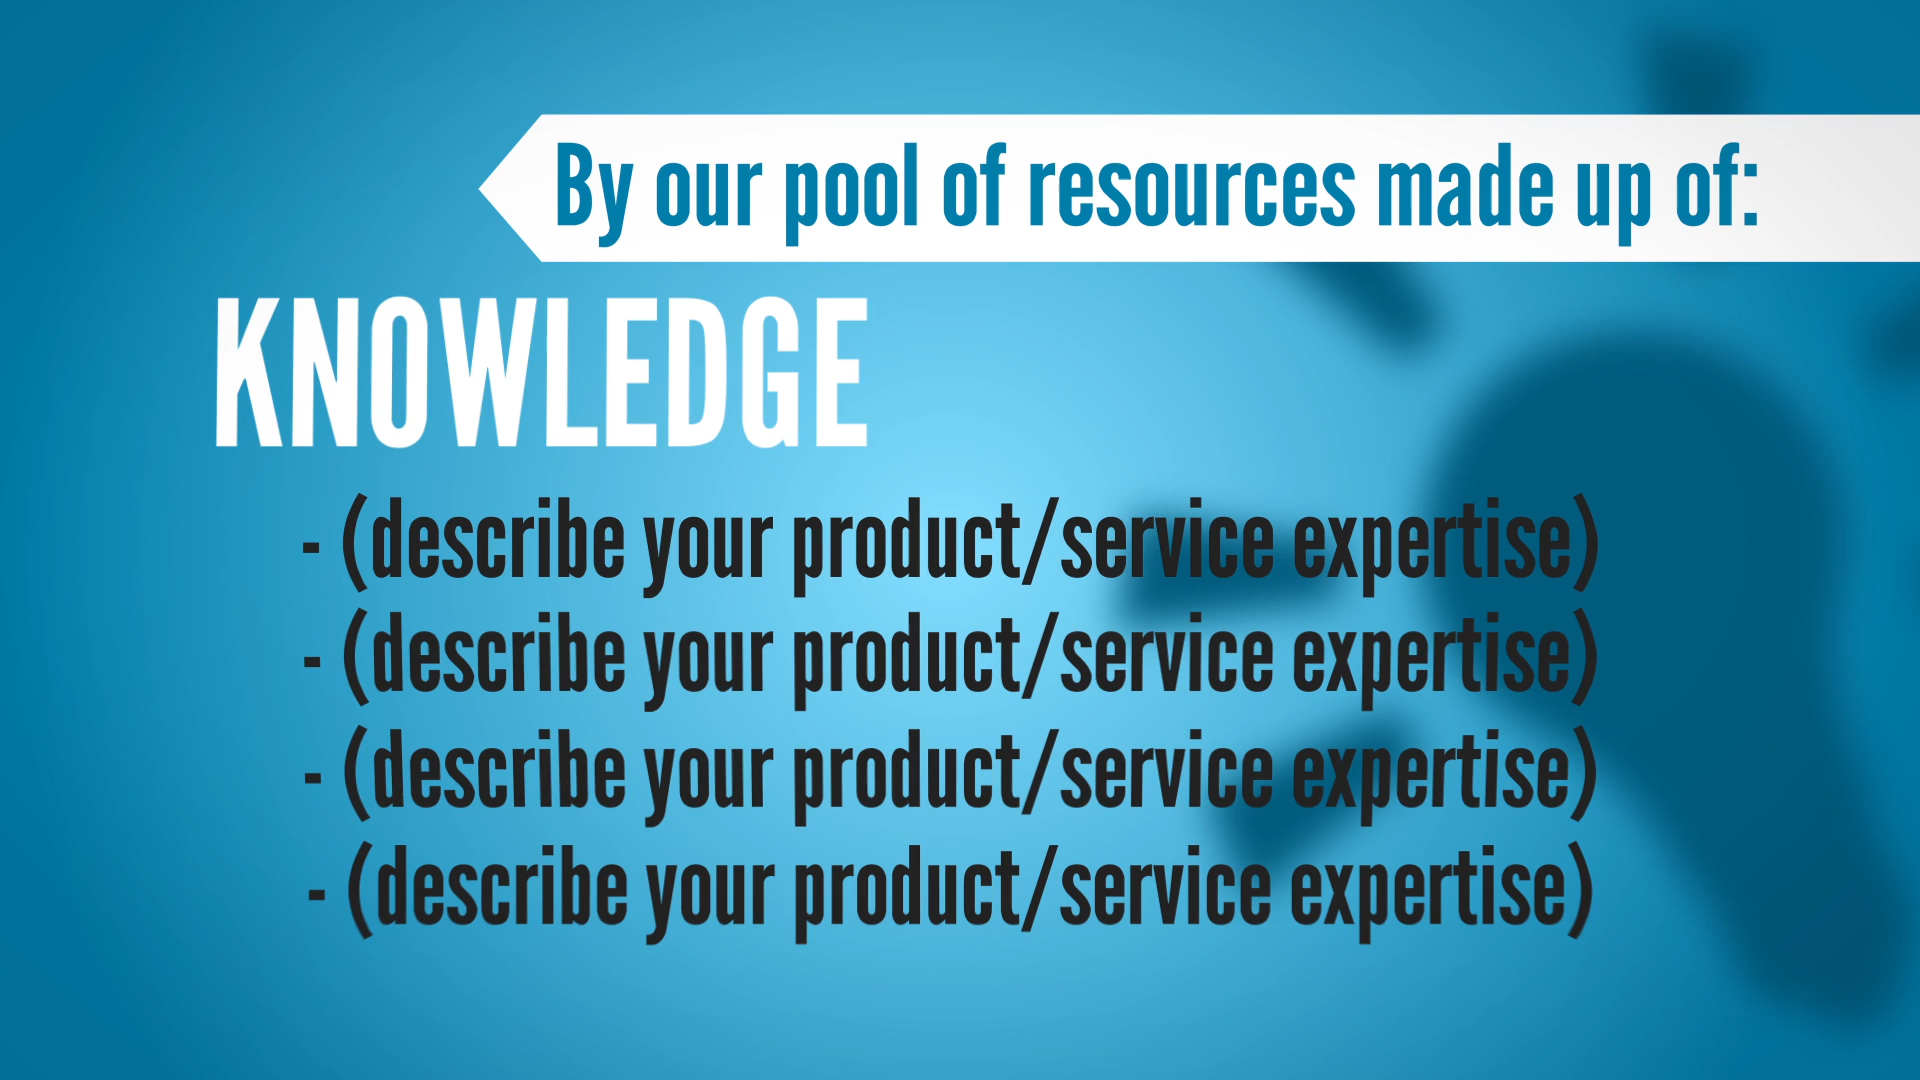 By our pool of resources made up of:
KNOWLEDGE
- (describe your product/service expertise)
- (describe your product/service expertise)
- (describe your product/service expertise)
- (describe your product/service expertise)